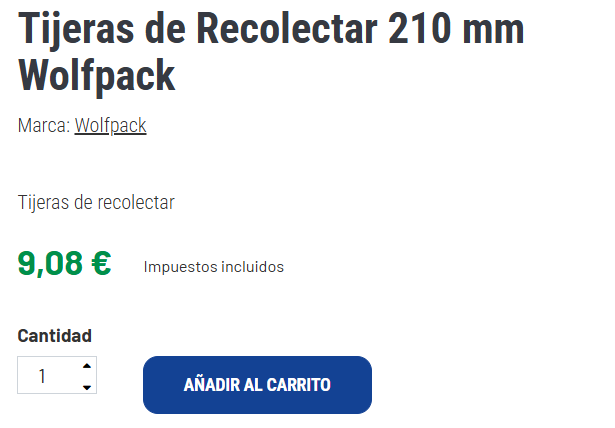 Tijeras de Recolectar 210 mm
Wolfpack
Marca: Wolfpack
Tijeras de recolectar
9,08 € Impuestos incluidos
Cantidad
1 AÑADIR AL CARRITO